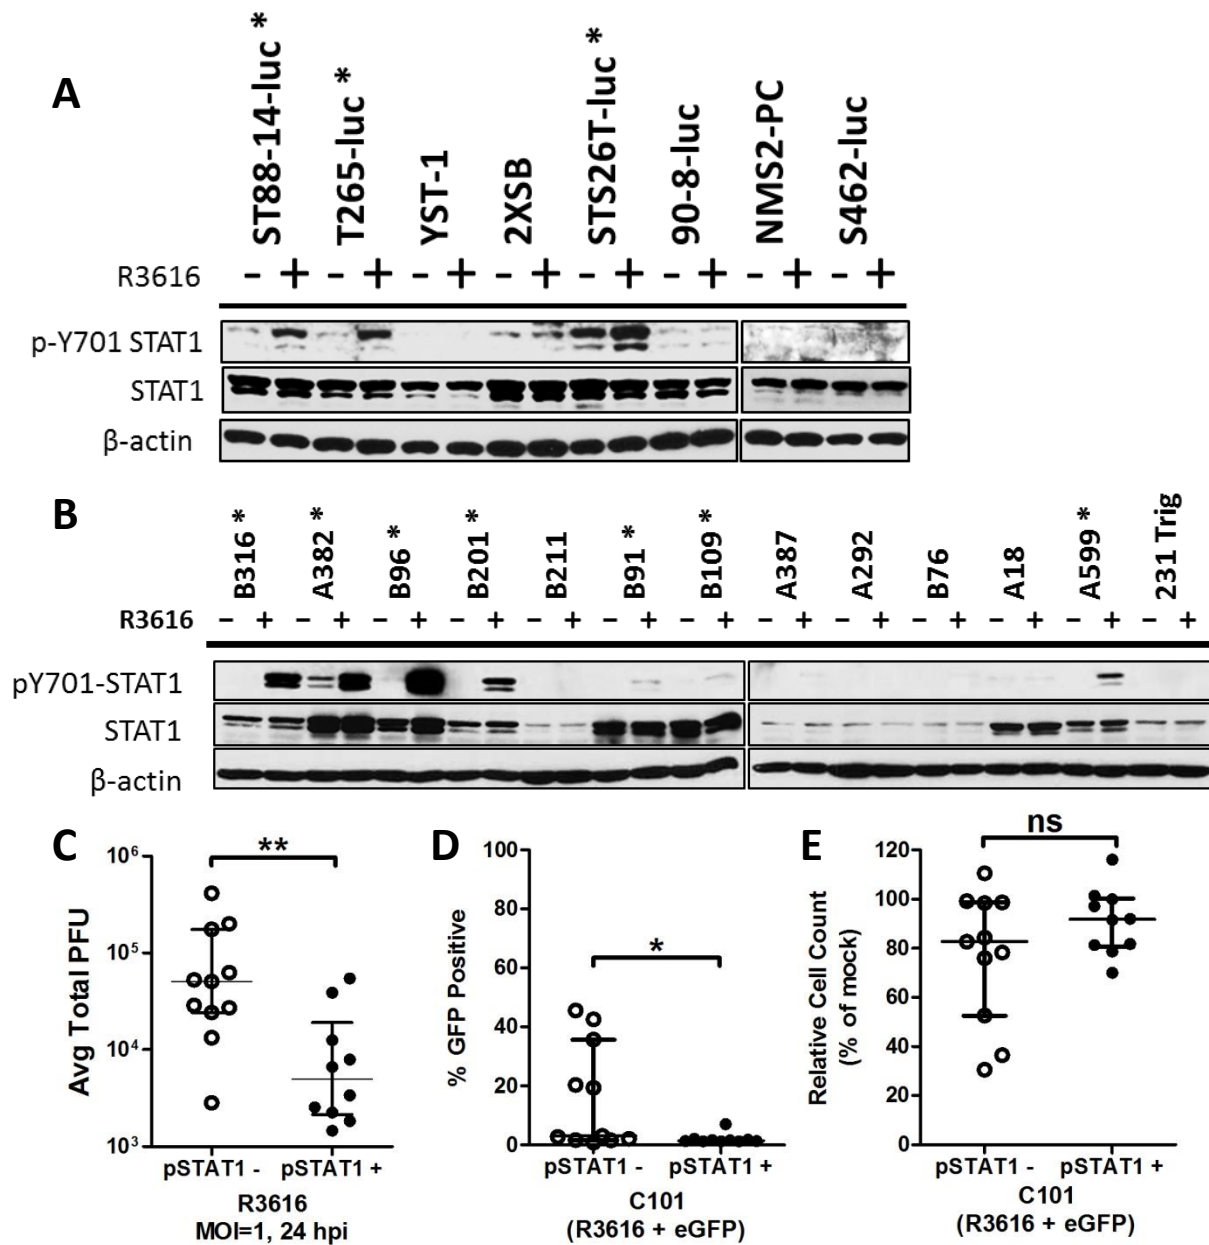 A
ST88-14-luc *
T265-luc *
YST-1
2XSB
STS26T-luc *
90-8-luc
NMS2-PC
S462-luc
R3616 - + - + - + - + - + - + - + - +
p-Y701 STAT1
STAT1
β-actin
B
B316 *
A382 *
B96 *
B201 *
B211
B91 *
B109 *
A387
A292
B76
A18
A599 *
231 Trig
R3616 - + - + - + - + - + - + - + - + - + - + - + - + - +
pY701-STAT1
STAT1
β-actin
C
**
Avg Total PFU
10⁶
10⁵
10⁴
10³
pSTAT1 - pSTAT1 +
R3616
MOI=1, 24 hpi
D
*
% GFP Positive
100
80
60
40
20
0
pSTAT1 - pSTAT1 +
C101
(R3616 + eGFP)
E
ns
Relative Cell Count
(% of mock)
120
100
80
60
40
20
0
pSTAT1 - pSTAT1 +
C101
(R3616 + eGFP)